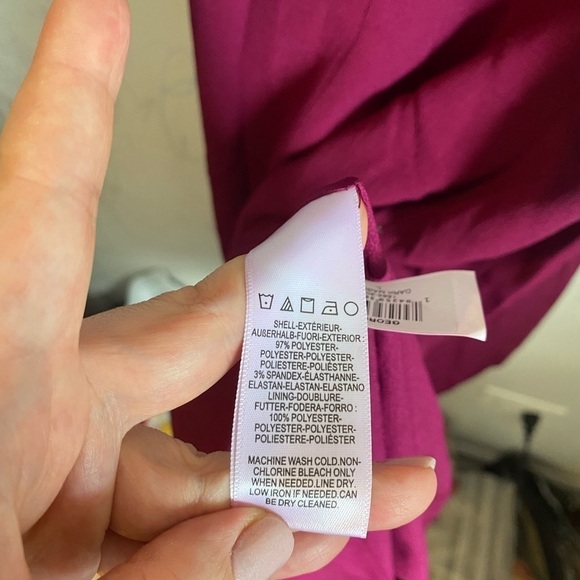 SHELL-EXTÉRIEUR-
AUßERHALB-FUORI-EXTERIOR :
97% POLYESTER-
POLYESTER-POLYESTER-
POLIESTERE-POLIÉSTER
3% SPANDEX-ÉLASTHANNE-
ELASTAN-ELASTAN-ELASTANO
LINING-DOUBLURE-
FUTTER-FODERA-FORRO :
100% POLYESTER-
POLYESTER-POLYESTER-
POLIESTERE-POLIÉSTER
MACHINE WASH COLD.NON-
CHLORINE BLEACH ONLY
WHEN NEEDED.LINE DRY.
LOW IRON IF NEEDED.CAN
BE DRY CLEANED.
GEOR